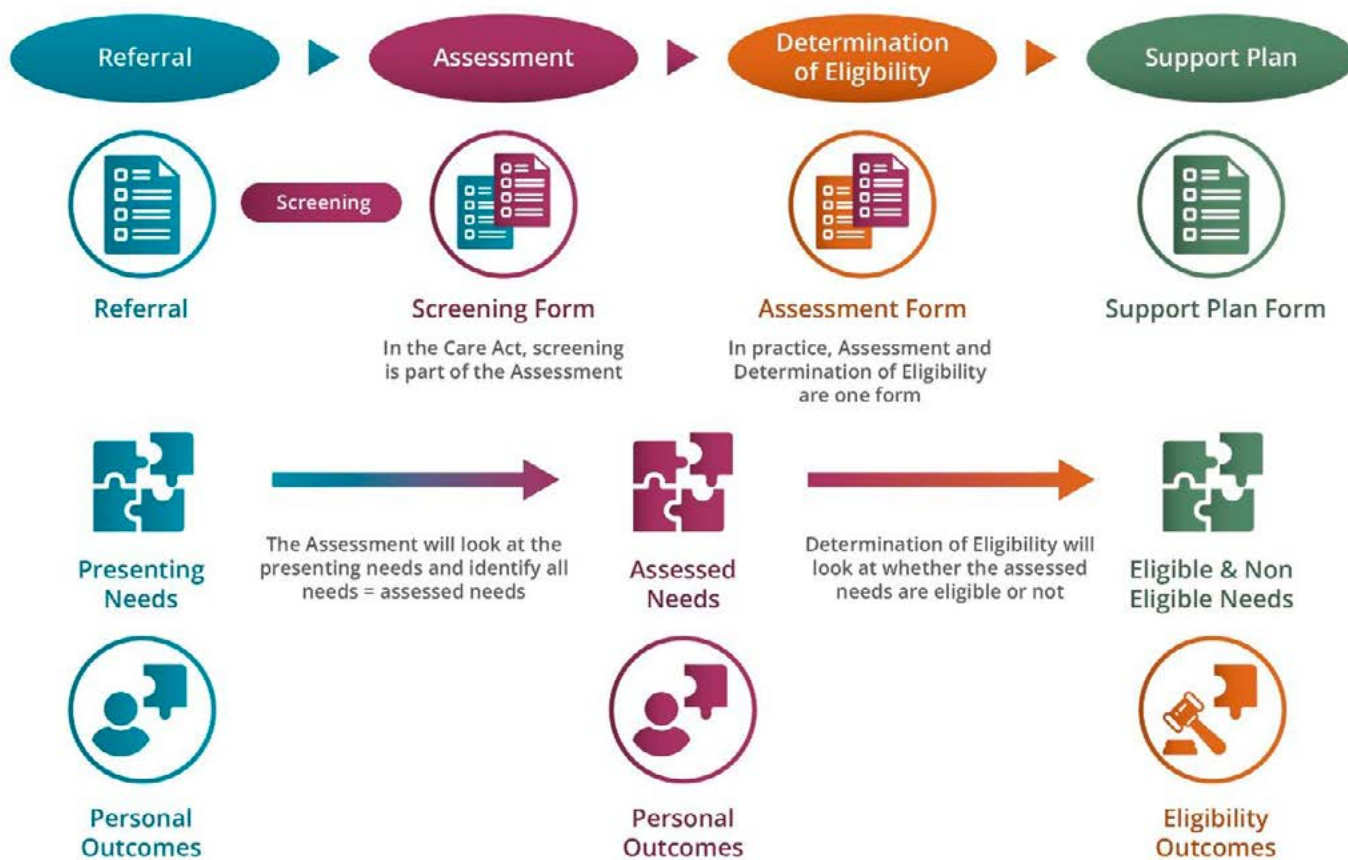 Referral
Assessment
Determination
of Eligibility
Support Plan
Screening
Referral
Screening Form
Assessment Form
Support Plan Form
In the Care Act, screening
is part of the Assessment
In practice, Assessment and
Determination of Eligibility
are one form
The Assessment will look at the
presenting needs and identify all
needs = assessed needs
Determination of Eligibility will
look at whether the assessed
needs are eligible or not
Presenting
Needs
Assessed
Needs
Eligible & Non
Eligible Needs
Personal
Outcomes
Personal
Outcomes
Eligibility
Outcomes